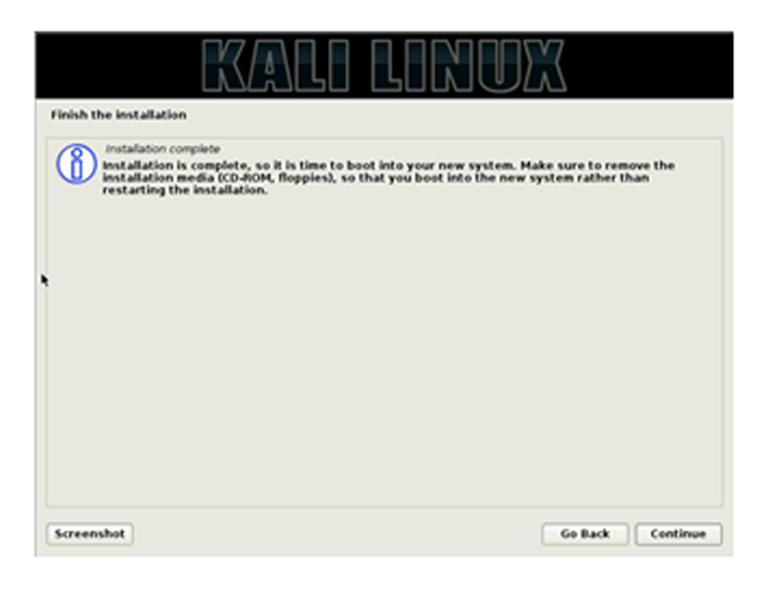 KALI LINUX
Finish the installation
Installation complete
Installation is complete, so it is time to boot into your new system. Make sure to remove the
installation media (CD-ROM, floppies), so that you boot into the new system rather than
restarting the installation.
Screenshot
Go Back
Continue